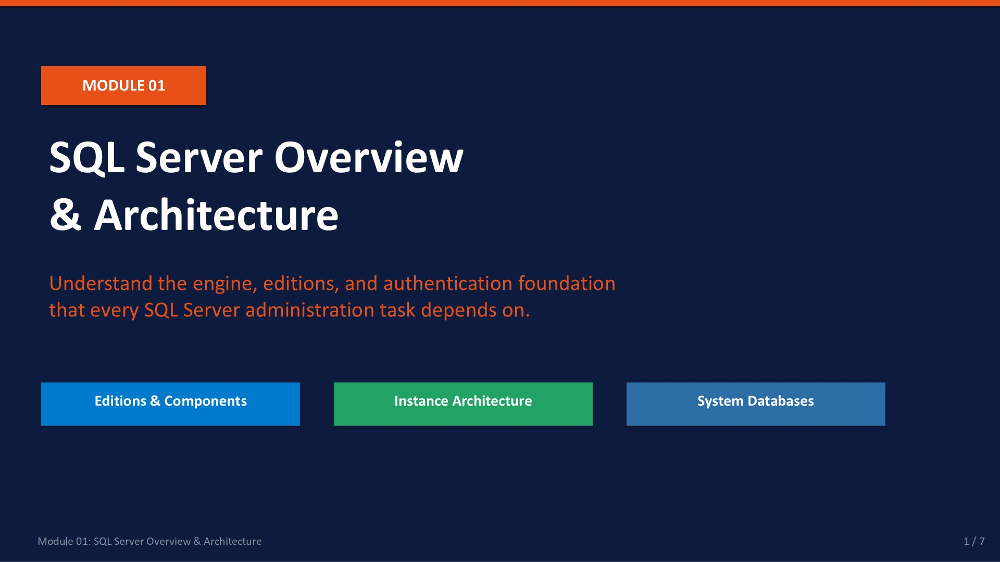 MODULE 01
SQL Server Overview
& Architecture
Understand the engine, editions, and authentication foundation
that every SQL Server administration task depends on.
Editions & Components
Instance Architecture
System Databases
Module 01: SQL Server Overview & Architecture
1 / 7